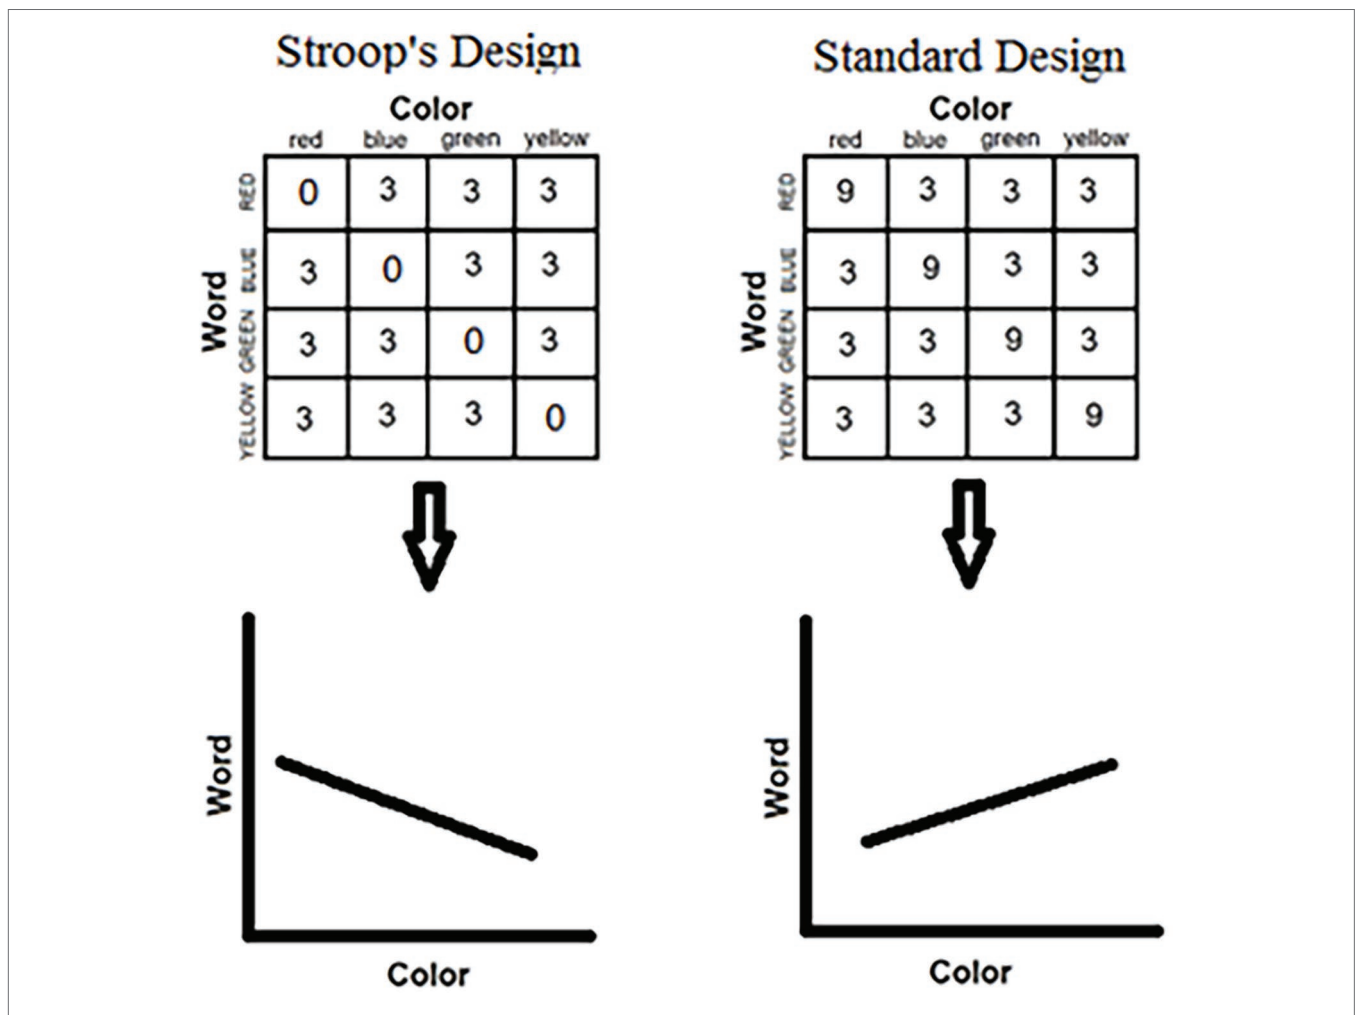 Stroop's Design
Color
red blue green yellow
RED 0 3 3 3
BLUE 3 0 3 3
GREEN 3 3 0 3
YELLOW 3 3 3 0
Word
Word
Color
Standard Design
Color
red blue green yellow
RED 9 3 3 3
BLUE 3 9 3 3
GREEN 3 3 9 3
YELLOW 3 3 3 9
Word
Word
Color